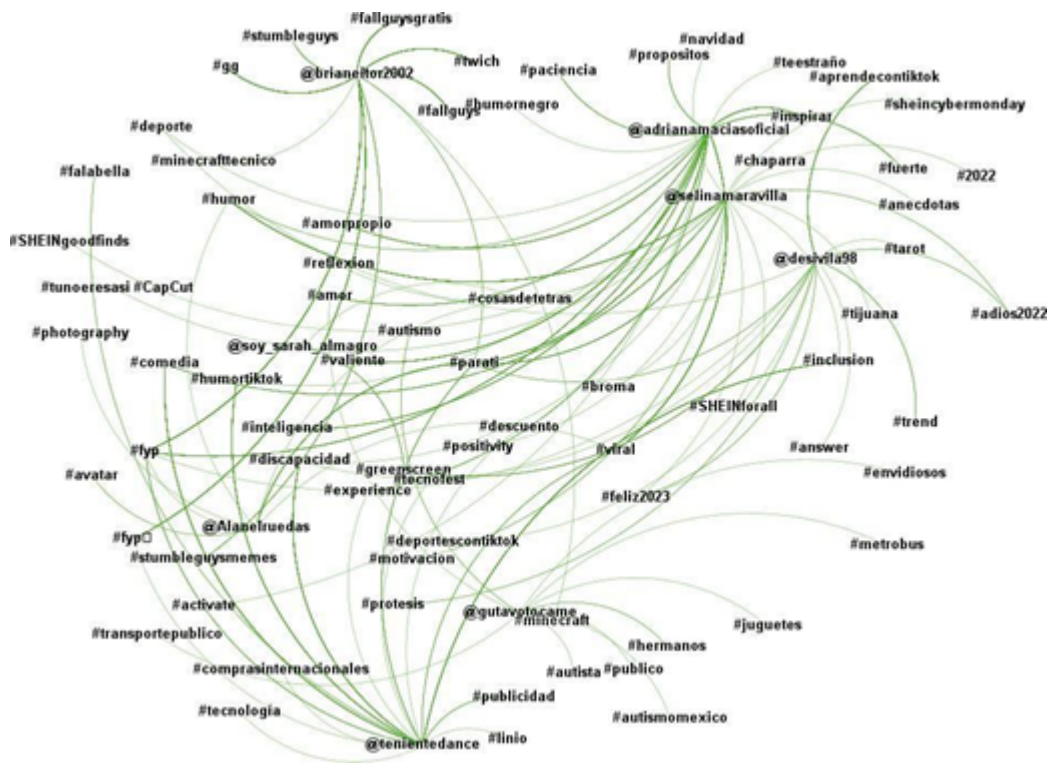 #fallguysgratis
#stumbleguys
#navidad
#propositos
#gg
#twich
@brianeitor2002
#paciencia
#teestraño
#aprendecontiktok
#fallguys
#humornegro
#sheincybermonday
#inspirar
#deporte
@adrianamaciasoficial
#minecrafttecnico
#chaparra
#falabella
#fuerte
#2022
#humor
@selinamaravilla
#anecdotas
#amorpropio
#SHEINgoodfinds
#tarot
#reflexion
@desivila98
#tunoeresasi
#CapCut
#amor
#cosasdetetras
#tijuana
#adios2022
#photography
#autismo
@soy_sarah_almagro
#valiente
#comedia
#parati
#inclusion
#humortiktok
#broma
#SHEINforall
#trend
#inteligencia
#descuento
#positivity
#viral
#answer
#fyp
#discapacidad
#greenscreen
#avatar
#tecnofest
#envidiosos
#experience
#feliz2023
@Alanelruedas
#fyp□
#deportescontiktok
#metrobus
#stumbleguysmemes
#motivacion
#activate
#protesis
@gutavotocame
#minecraft
#juguetes
#transportepublico
#hermanos
#comprasinternacionales
#autista
#publico
#publicidad
#tecnología
#autismomexico
@tenientedance
#linio